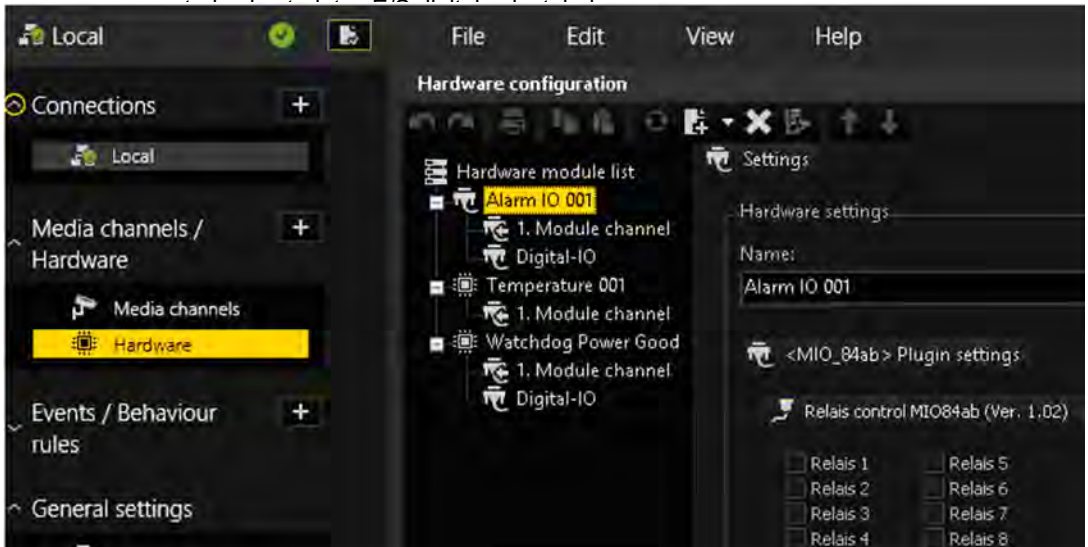 Local
File Edit View Help
Hardware configuration
Connections
Local
Media channels /
Hardware
Media channels
Hardware
Events / Behaviour
rules
General settings
Hardware module list
Alarm IO 001
1. Module channel
Digital-IO
Temperature 001
1. Module channel
Watchdog Power Good
1. Module channel
Digital-IO
Settings
Hardware settings
Name:
Alarm IO 001
<MIO_84ab> Plugin settings
Relais control MIO84ab (Ver. 1.02)
Relais 1 Relais 5
Relais 2 Relais 6
Relais 3 Relais 7
Relais 4 Relais 8